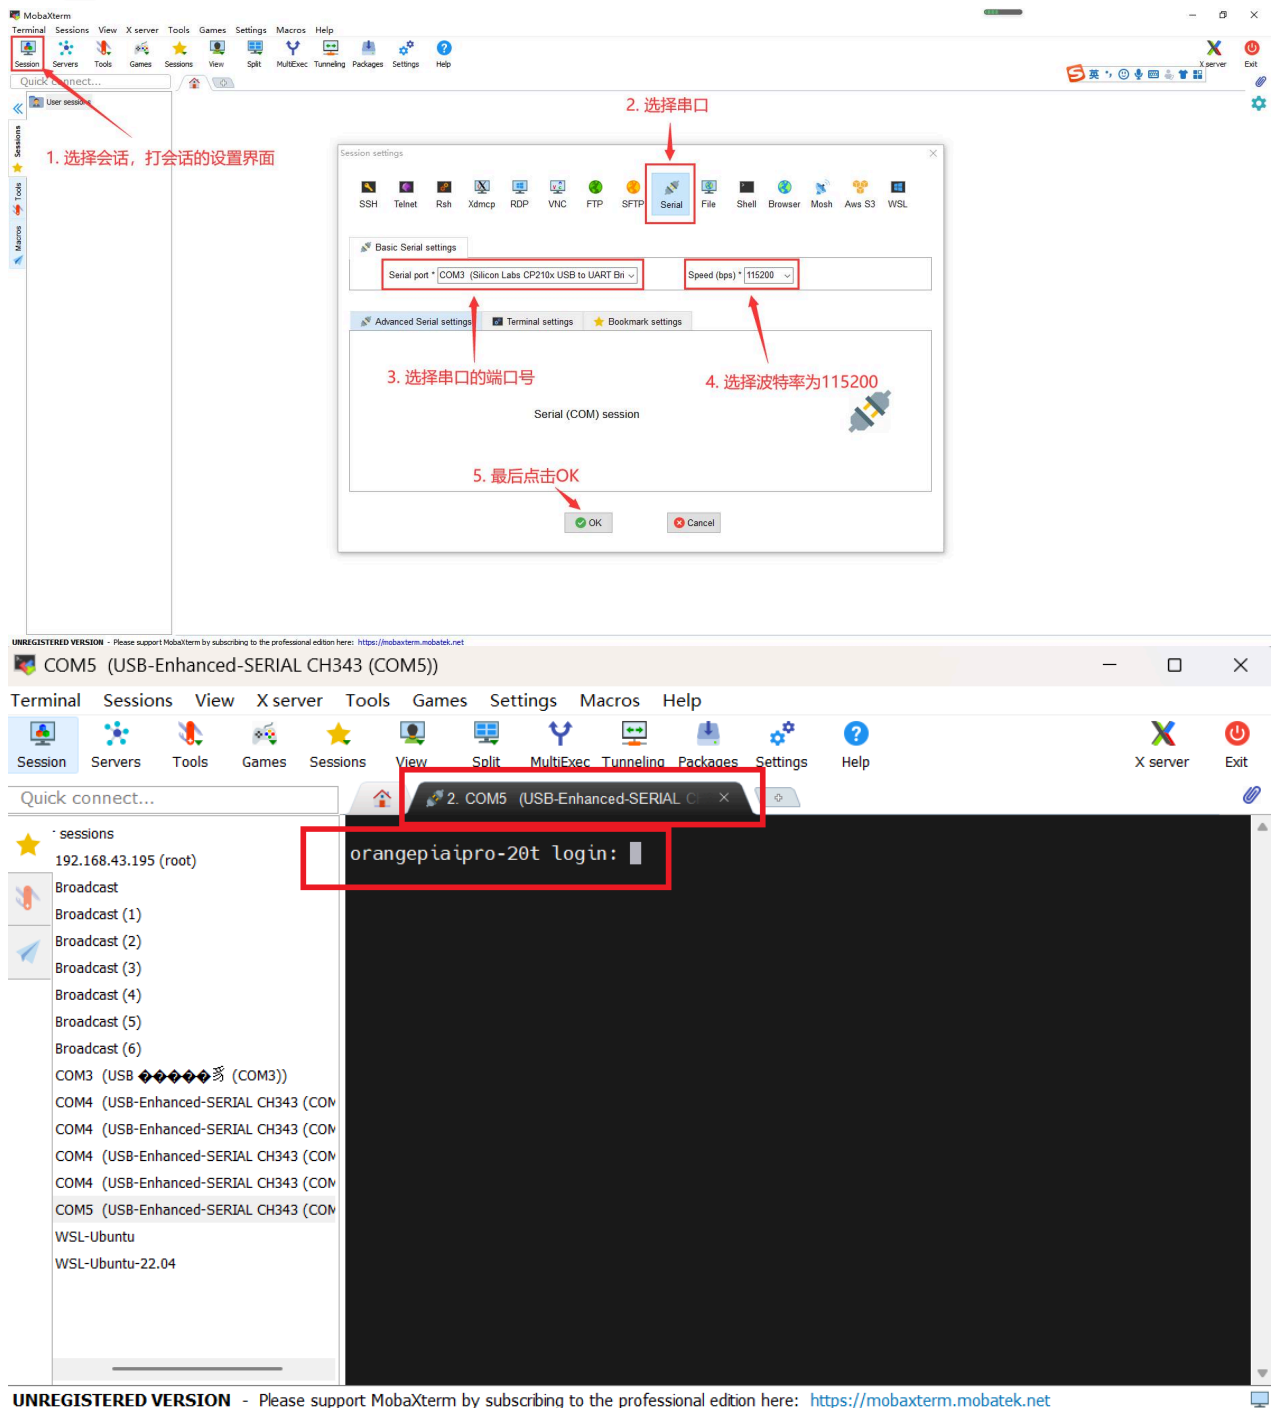 MobaXterm
Terminal Sessions View X server Tools Games Settings Macros Help
Session Servers Tools Games Sessions View Split MultiExec Tunneling Packages Settings Help X server Exit
英
Quick connect...
User sessions
Sessions
Tools
Macros
1. 选择会话，打会话的设置界面
2. 选择串口
Session settings
SSH Telnet Rsh Xdmcp RDP VNC FTP SFTP Serial File Shell Browser Mosh Aws S3 WSL
Basic Serial settings
Serial port * COM3 (Silicon Labs CP210x USB to UART Bri Speed (bps) * 115200
Advanced Serial settings Terminal settings Bookmark settings
3. 选择串口的端口号
4. 选择波特率为115200
Serial (COM) session
5. 最后点击OK
OK Cancel
UNREGISTERED VERSION - Please support MobaXterm by subscribing to the professional edition here: https://mobaxterm.mobatek.net
COM5 (USB-Enhanced-SERIAL CH343 (COM5))
Terminal Sessions View X server Tools Games Settings Macros Help
Session Servers Tools Games Sessions View Split MultiExec Tunneling Packages Settings Help X server Exit
Quick connect...
2. COM5 (USB-Enhanced-SERIAL C
sessions
192.168.43.195 (root)
Broadcast
Broadcast (1)
Broadcast (2)
Broadcast (3)
Broadcast (4)
Broadcast (5)
Broadcast (6)
COM3 (USB �����豸 (COM3))
COM4 (USB-Enhanced-SERIAL CH343 (COM
COM4 (USB-Enhanced-SERIAL CH343 (COM
COM4 (USB-Enhanced-SERIAL CH343 (COM
COM4 (USB-Enhanced-SERIAL CH343 (COM
COM5 (USB-Enhanced-SERIAL CH343 (COM
WSL-Ubuntu
WSL-Ubuntu-22.04
orangepiaipro-20t login:
UNREGISTERED VERSION - Please support MobaXterm by subscribing to the professional edition here: https://mobaxterm.mobatek.net